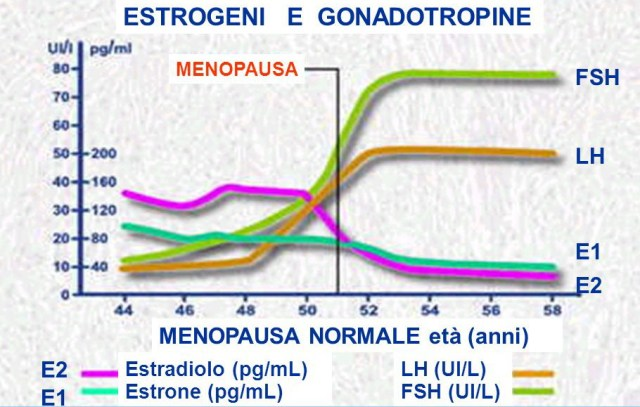 ESTROGENI E GONADOTROPINE
UI/l pg/ml
80
MENOPAUSA
FSH
70
60
50 200
LH
40 160
30 120
20 80
E1
10 40
E2
0
44 46 48 50 52 54 56 58
MENOPAUSA NORMALE età (anni)
E2 Estradiolo (pg/mL) LH (UI/L)
E1 Estrone (pg/mL) FSH (UI/L)